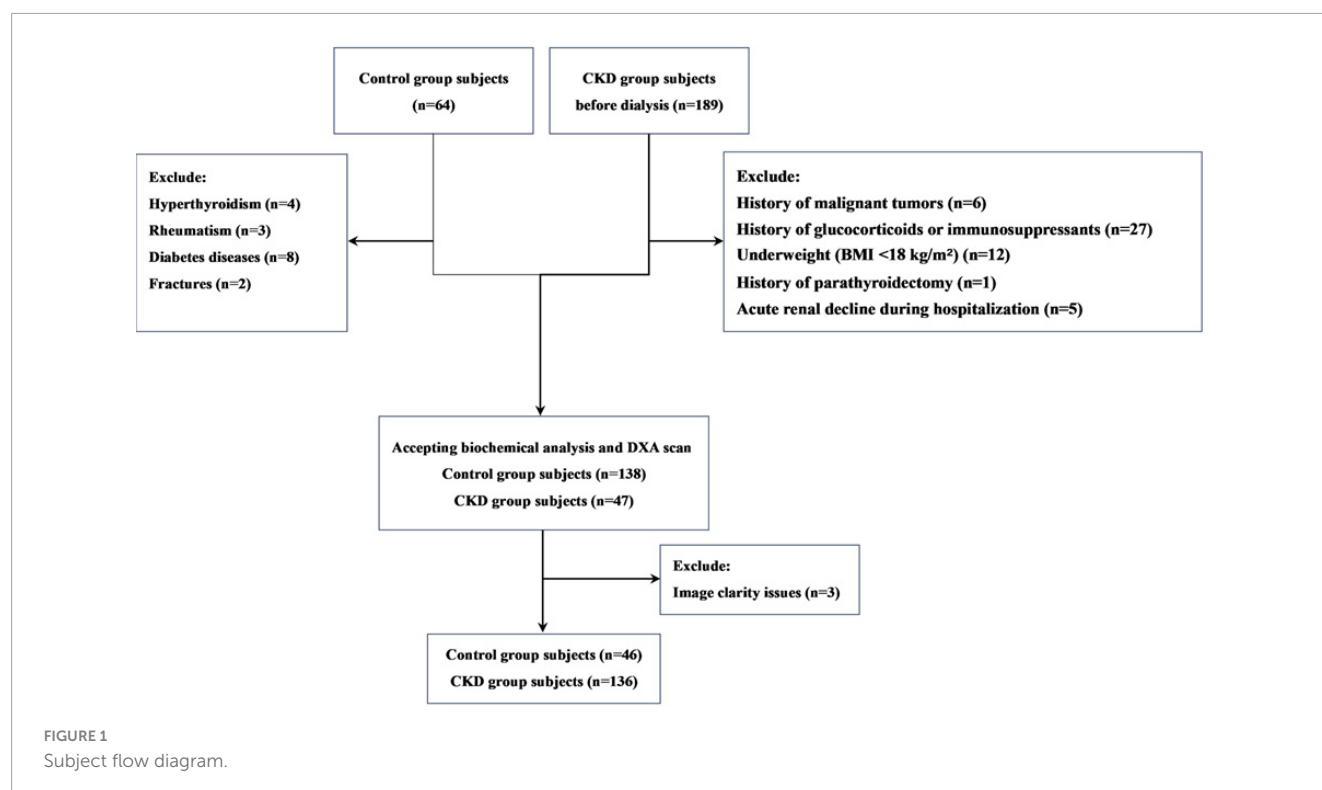 Control group subjects
(n=64)
CKD group subjects
before dialysis (n=189)
Exclude:
Hyperthyroidism (n=4)
Rheumatism (n=3)
Diabetes diseases (n=8)
Fractures (n=2)
Exclude:
History of malignant tumors (n=6)
History of glucocorticoids or immunosuppressants (n=27)
Underweight (BMI <18 kg/m²) (n=12)
History of parathyroidectomy (n=1)
Acute renal decline during hospitalization (n=5)
Accepting biochemical analysis and DXA scan
Control group subjects (n=138)
CKD group subjects (n=47)
Exclude:
Image clarity issues (n=3)
Control group subjects (n=46)
CKD group subjects (n=136)
FIGURE 1
Subject flow diagram.